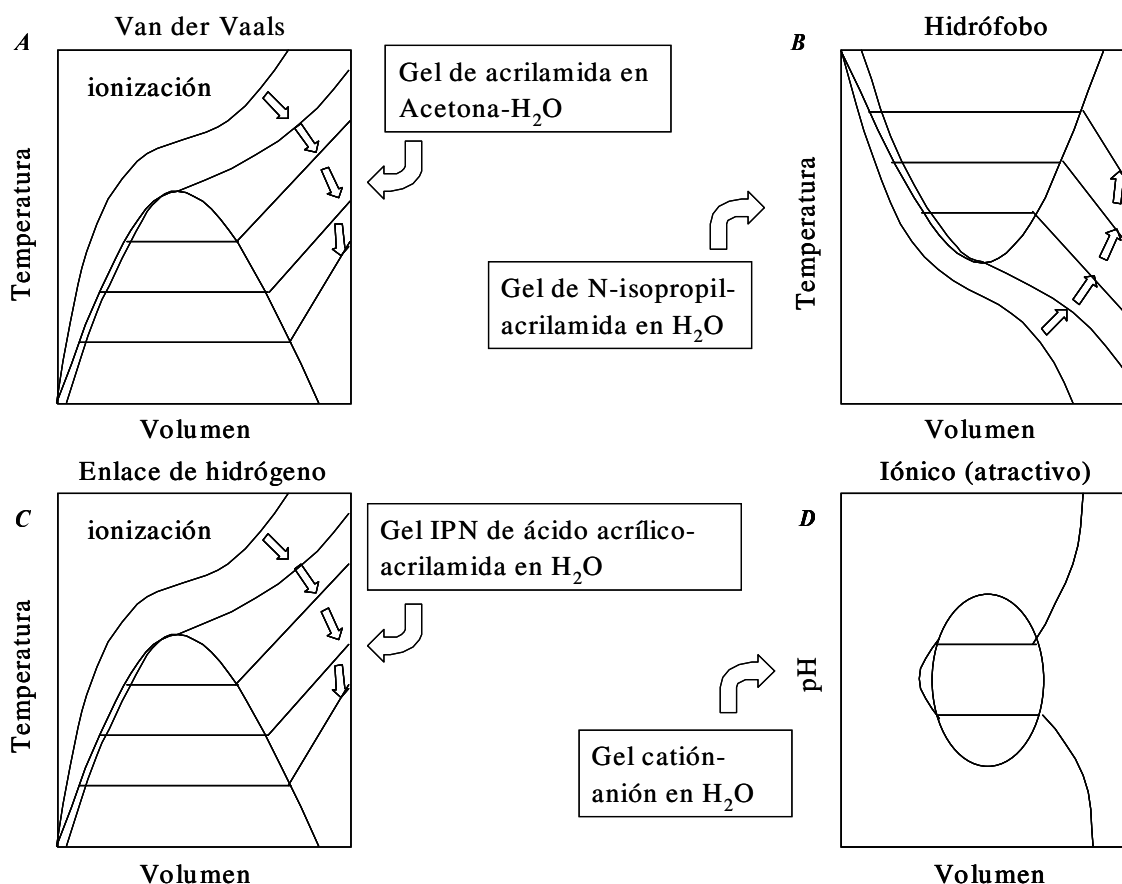 A
Van der Vaals
ionización
Temperatura
Volumen
Gel de acrilamida en
Acetona-H₂O
B
Hidrófobo
Temperatura
Volumen
Gel de N-isopropil-
acrilamida en H₂O
C
Enlace de hidrógeno
ionización
Temperatura
Volumen
Gel IPN de ácido acrílico-
acrilamida en H₂O
D
Iónico (atractivo)
pH
Volumen
Gel catión-
anión en H₂O